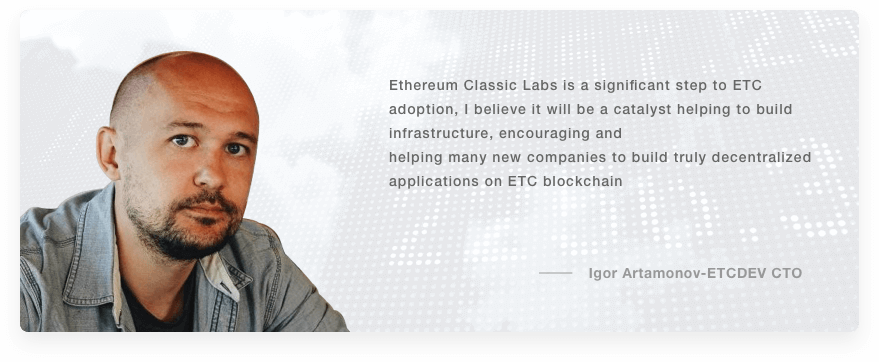 Ethereum Classic Labs is a significant step to ETC
adoption, I believe it will be a catalyst helping to build
infrastructure, encouraging and
helping many new companies to build truly decentralized
applications on ETC blockchain
Igor Artamonov-ETCDEV CTO